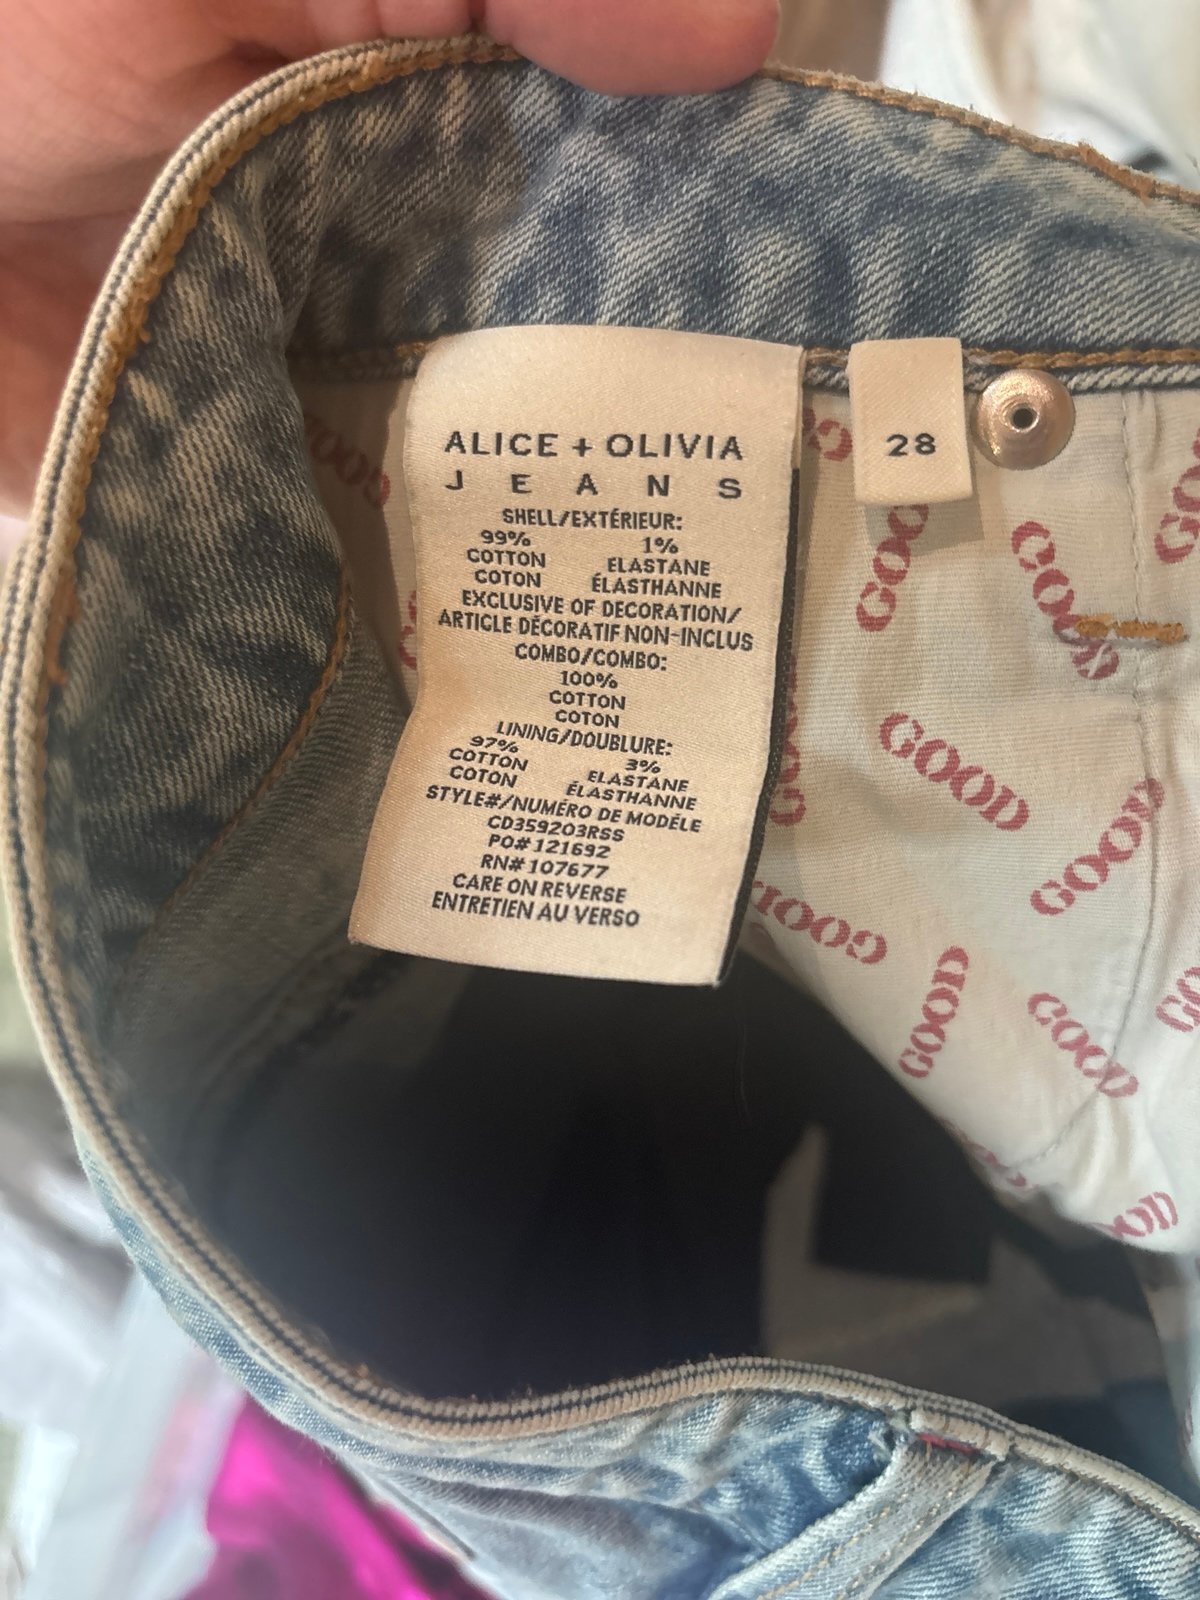 ALICE + OLIVIA
J E A N S
SHELL/EXTÉRIEUR:
99% 1%
COTTON ELASTANE
COTON ÉLASTHANNE
EXCLUSIVE OF DECORATION/
ARTICLE DÉCORATIF NON-INCLUS
COMBO/COMBO:
100%
COTTON
COTON
LINING/DOUBLURE:
97% 3%
COTTON ELASTANE
COTON ÉLASTHANNE
STYLE#/NUMÉRO DE MODÉLE
CD359203RSS
PO# 121692
RN# 107677
CARE ON REVERSE
ENTRETIEN AU VERSO
28
GOOD
GOOD
GOOD
GOOD
GOOD
GOOD
GOOD
GOOD